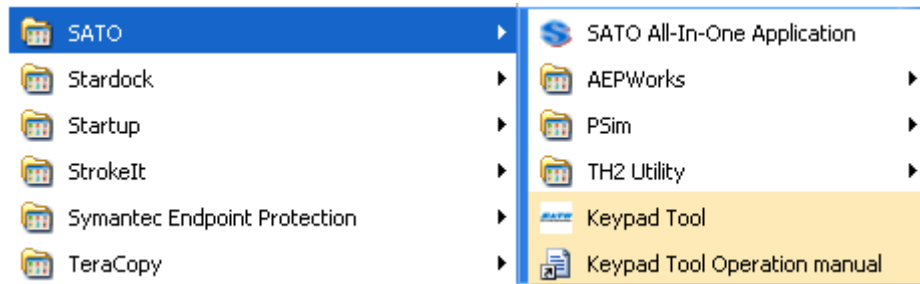 SATO
Stardock
Startup
StrokeIt
Symantec Endpoint Protection
TeraCopy
SATO All-In-One Application
AEPWorks
PSim
TH2 Utility
SATO
Keypad Tool
Keypad Tool Operation manual